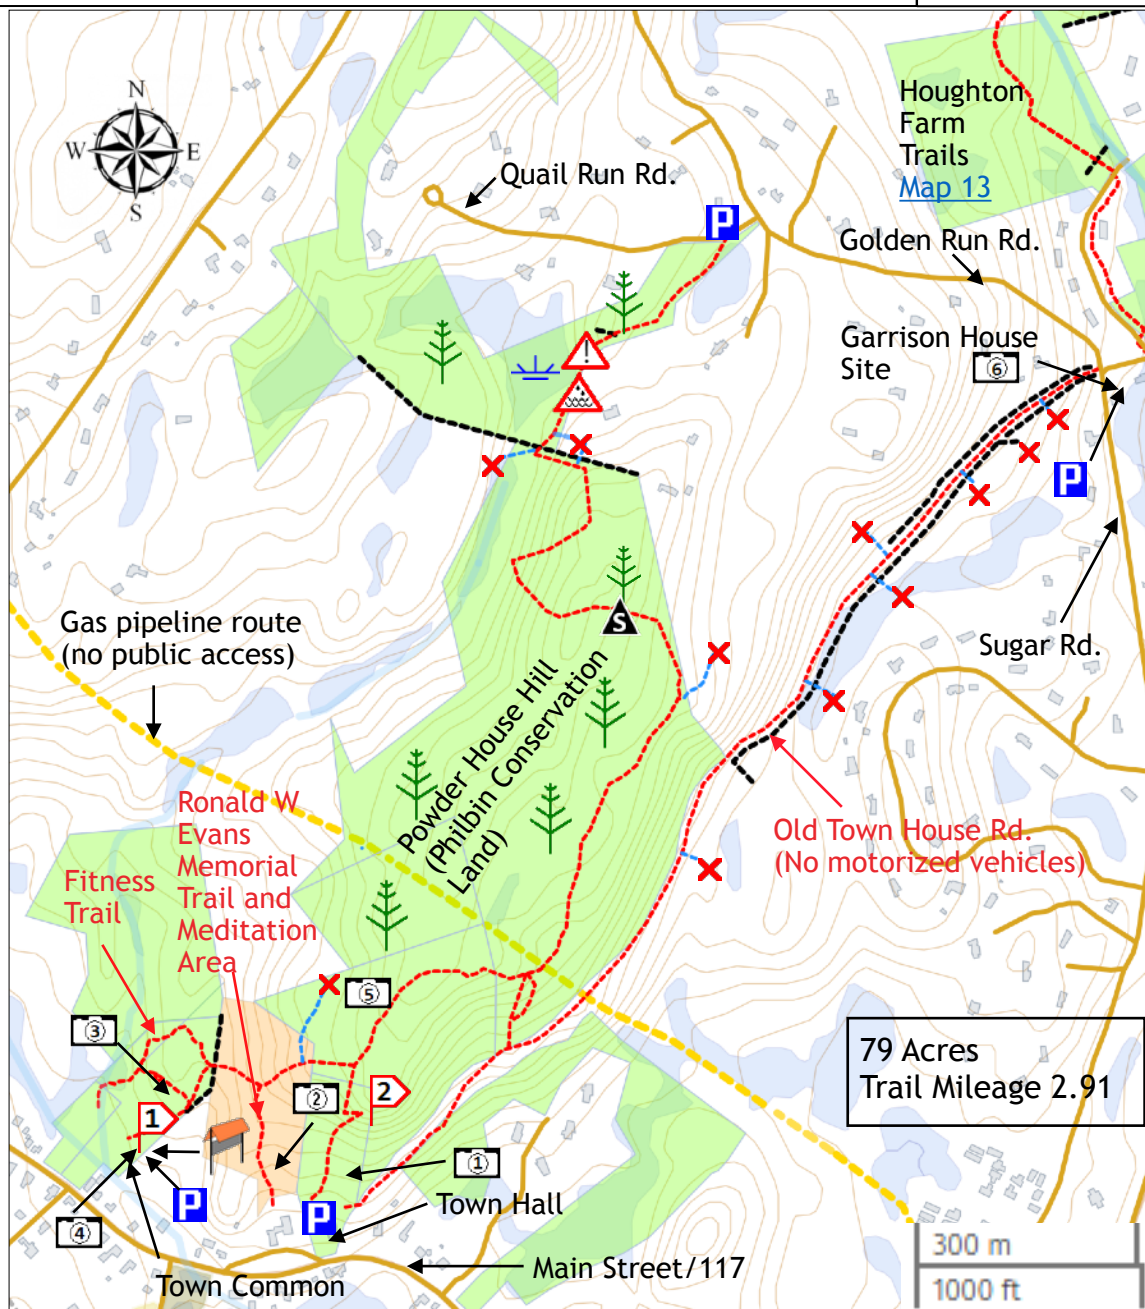 N
W
E
S
Quail Run Rd.
P
Houghton
Farm
Trails
Map 13
Golden Run Rd.
Garrison House
Site
6
!
P
Sugar Rd.
Gas pipeline route
(no public access)
S
Powder House Hill
(Philbin Conservation
Land)
Old Town House Rd.
(No motorized vehicles)
Ronald W
Evans
Memorial
Trail and
Meditation
Area
Fitness
Trail
5
3
2
2
1
1
4
P
P
Town Hall
Town Common
Main Street/117
79 Acres
Trail Mileage 2.91
300 m
1000 ft